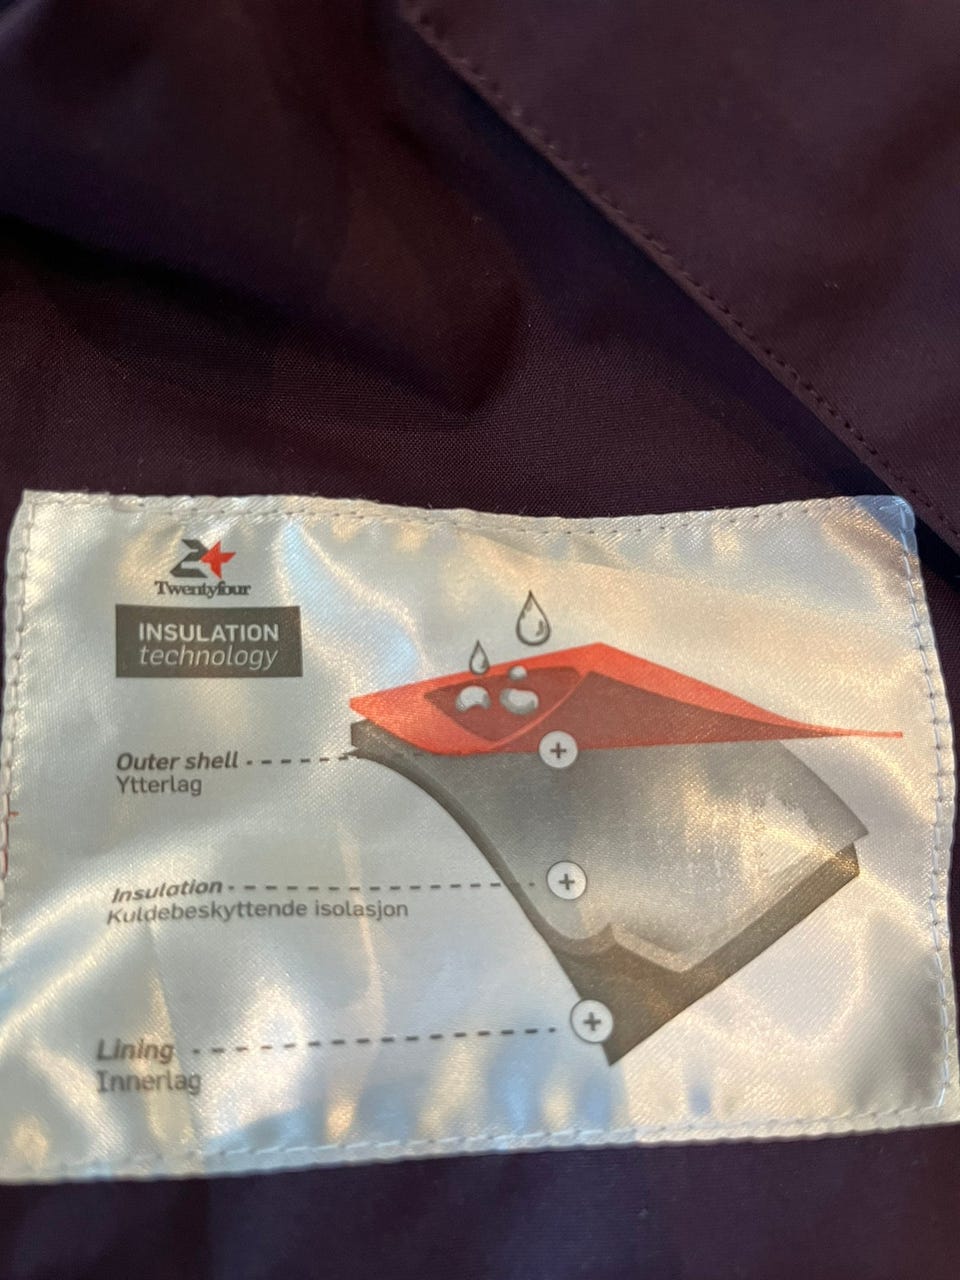 Twentyfour
INSULATION
technology
Outer shell
Ytterlag
Insulation
Kuldebeskyttende isolasjon
Lining
Innerlag